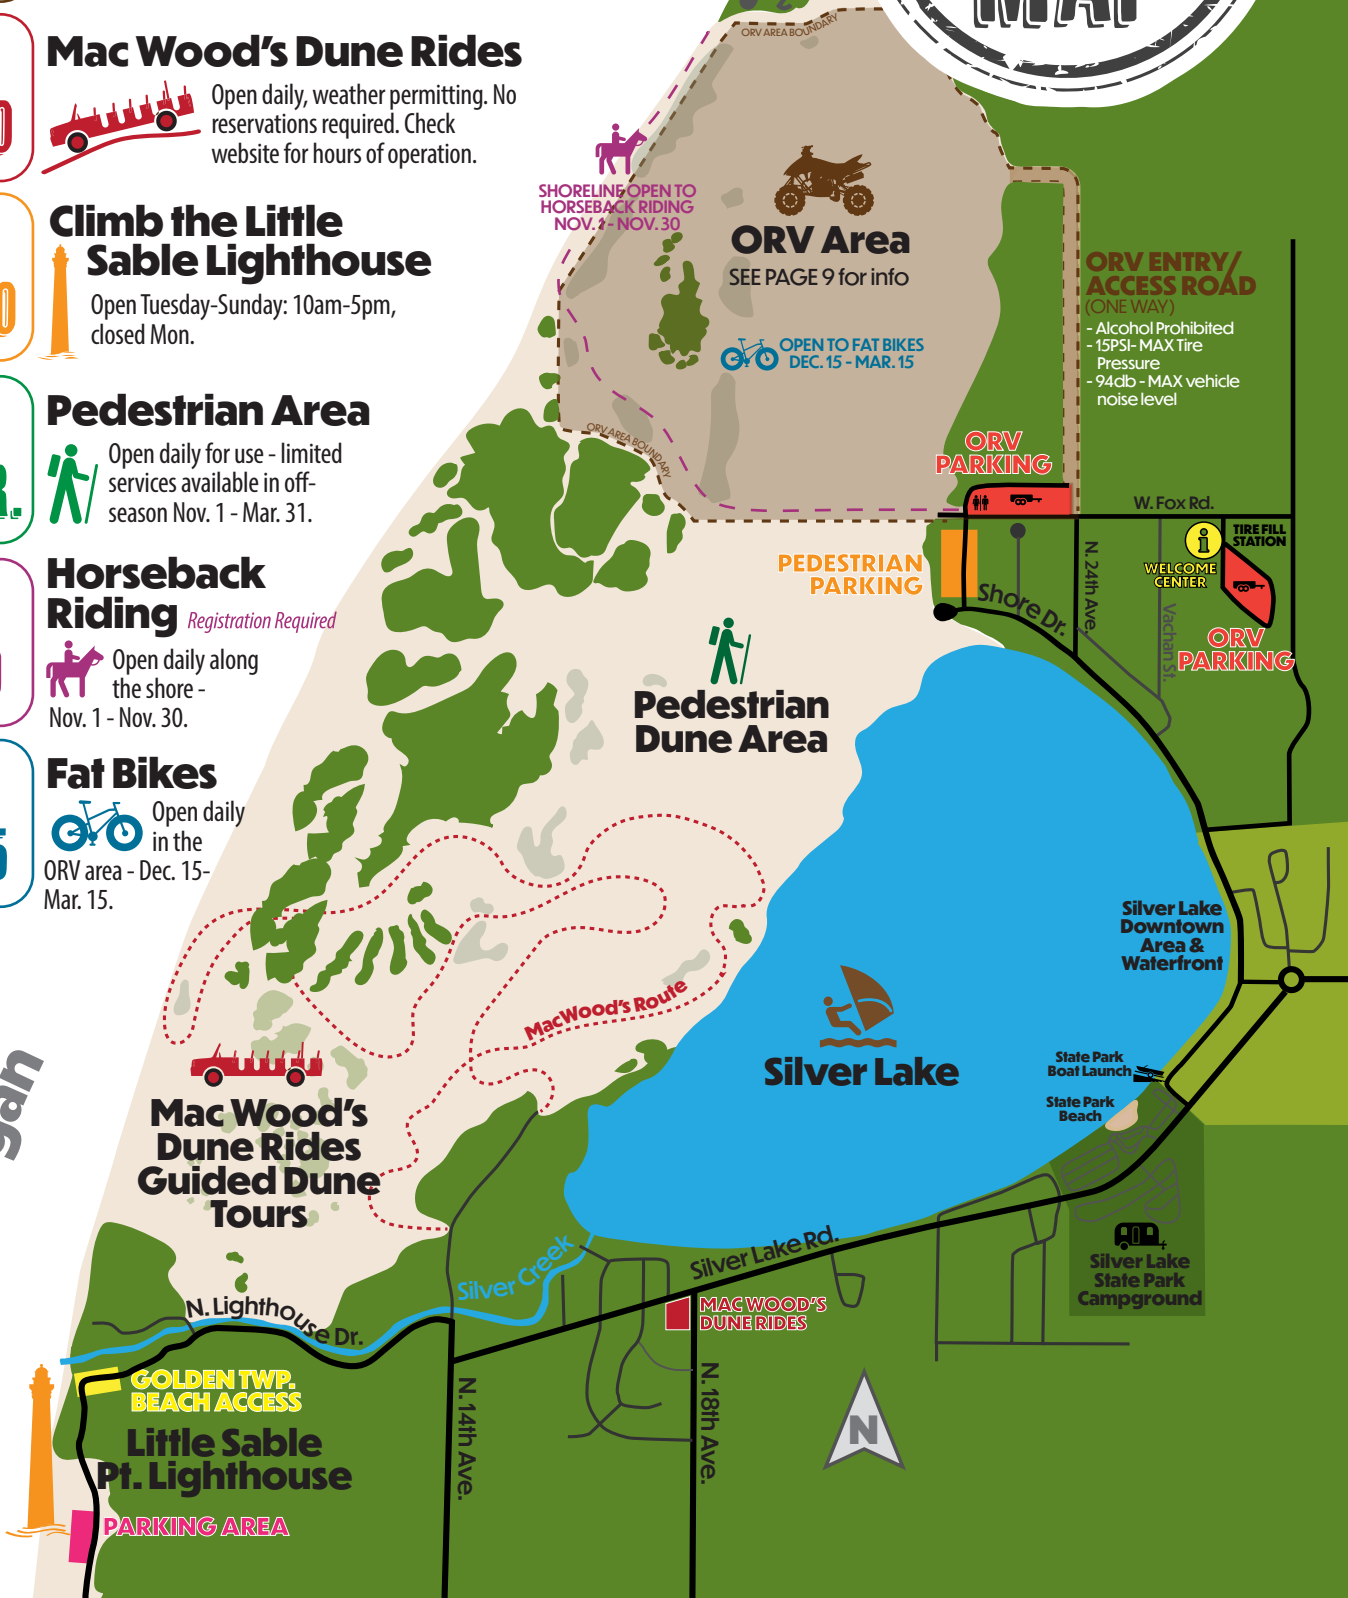 MAP
Mac Wood's Dune Rides
Open daily, weather permitting. No
reservations required. Check
website for hours of operation.
Climb the Little
Sable Lighthouse
Open Tuesday-Sunday: 10am-5pm,
closed Mon.
Pedestrian Area
Open daily for use - limited
services available in off-
season Nov. 1 - Mar. 31.
Horseback
Riding Registration Required
Open daily along
the shore -
Nov. 1 - Nov. 30.
Fat Bikes
Open daily
in the
ORV area - Dec. 15-
Mar. 15.
gan
ORV AREA BOUNDARY
SHORELINE OPEN TO
HORSEBACK RIDING
NOV. 1 - NOV. 30
ORV Area
SEE PAGE 9 for info
OPEN TO FAT BIKES
DEC. 15 - MAR. 15
ORV AREA BOUNDARY
ORV ENTRY/
ACCESS ROAD
(ONE WAY)
- Alcohol Prohibited
- 15PSI- MAX Tire
Pressure
- 94db - MAX vehicle
noise level
ORV
PARKING
W. Fox Rd.
PEDESTRIAN
PARKING
Shore Dr.
N. 24th Ave.
Vachan St.
i
WELCOME
CENTER
TIRE FILL
STATION
ORV
PARKING
Pedestrian
Dune Area
Silver Lake
Downtown
Area &
Waterfront
MacWood's Route
Silver Lake
State Park
Boat Launch
State Park
Beach
Mac Wood's
Dune Rides
Guided Dune
Tours
Silver Creek
Silver Lake Rd.
Silver Lake
State Park
Campground
N. Lighthouse Dr.
MAC WOOD'S
DUNE RIDES
GOLDEN TWP.
BEACH ACCESS
N. 14th Ave.
N. 18th Ave.
N
Little Sable
Pt. Lighthouse
PARKING AREA